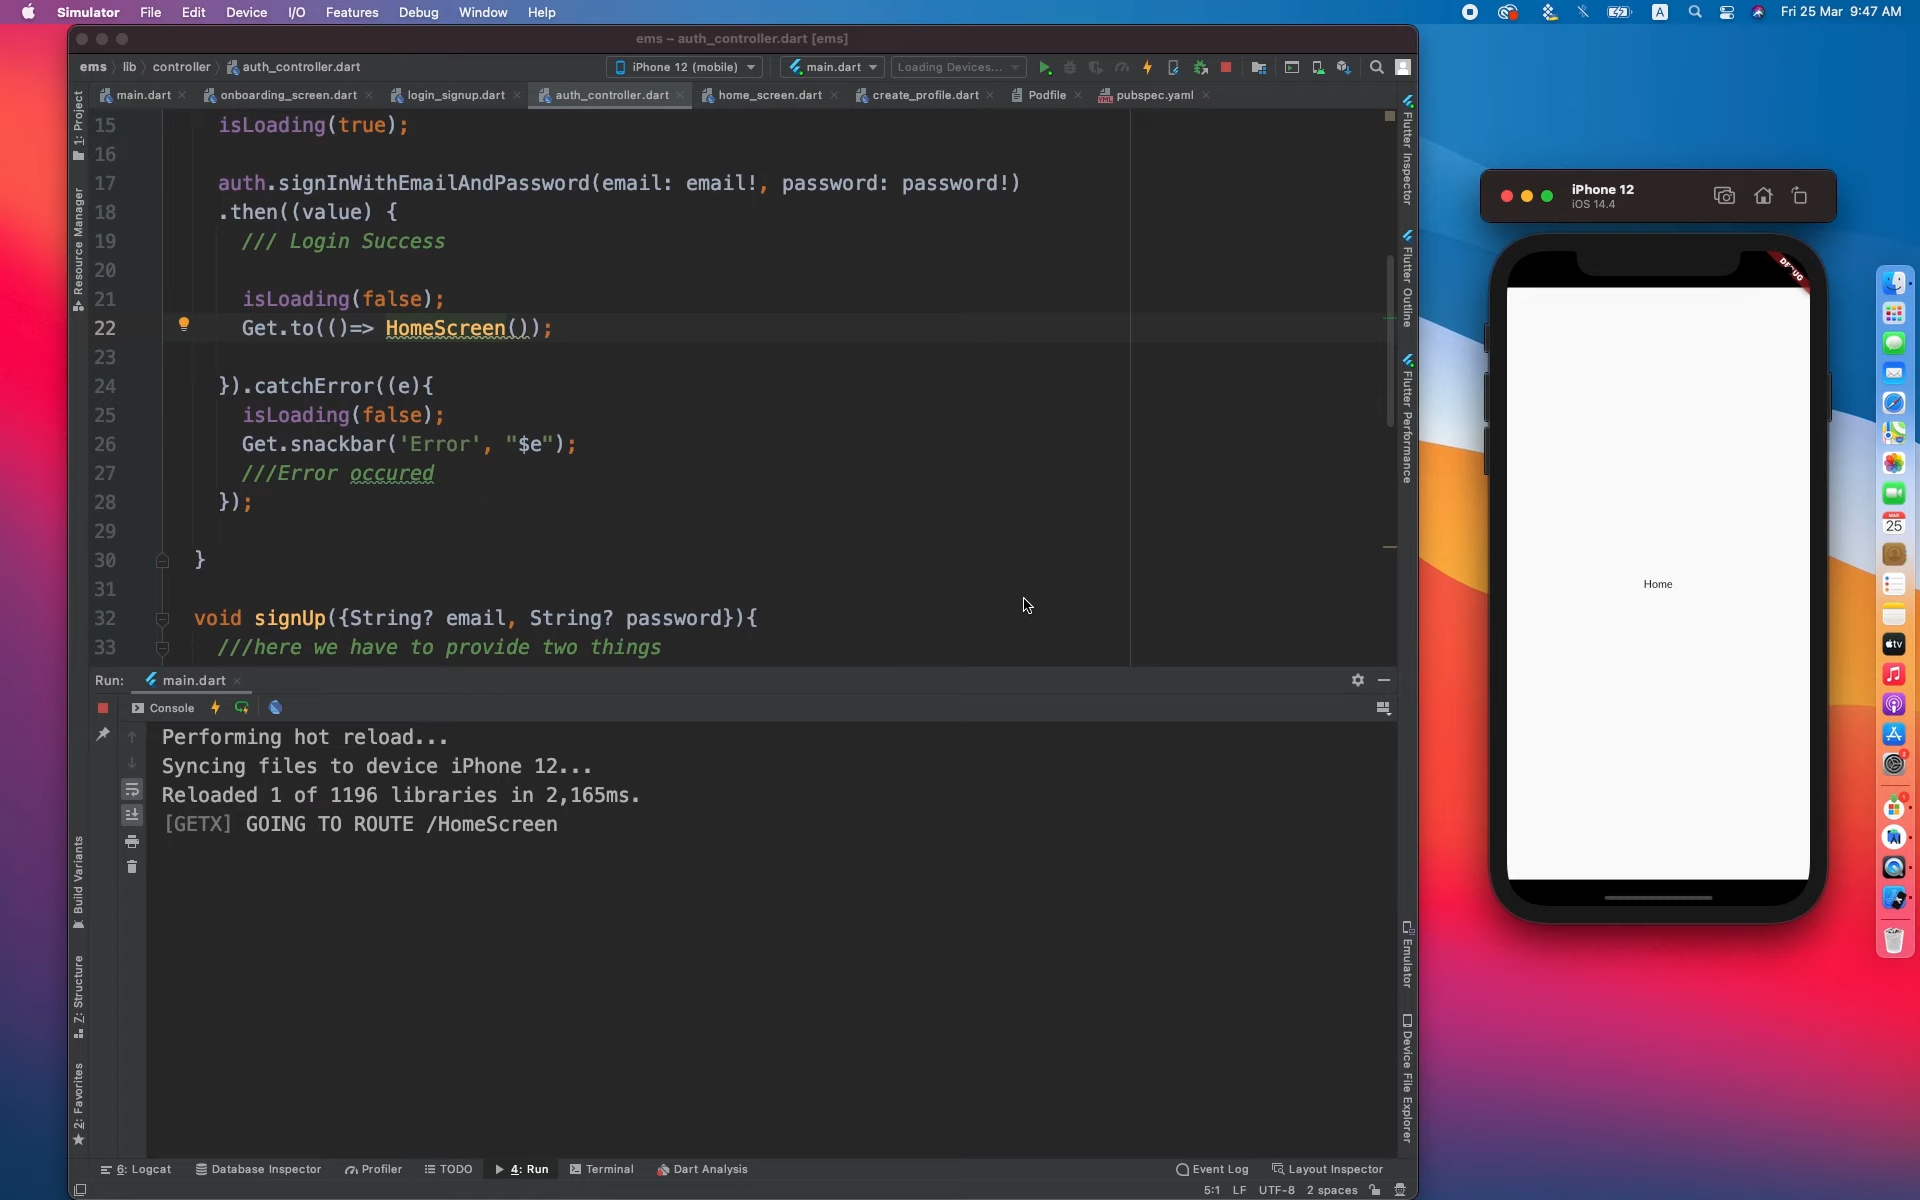 Simulator File Edit Device I/O Features Debug Window Help
A Fri 25 Mar 9:47 AM
ems – auth_controller.dart [ems]
ems lib controller auth_controller.dart iPhone 12 (mobile) main.dart Loading Devices...
main.dart onboarding_screen.dart login_signup.dart auth_controller.dart home_screen.dart create_profile.dart Podfile pubspec.yaml
1: Project
Resource Manager
Build Variants
Z: Structure
2: Favorites
15 isLoading(true);
16
17 auth.signInWithEmailAndPassword(email: email!, password: password!)
18 .then((value) {
19 /// Login Success
20
21 isLoading(false);
22 Get.to(()=> HomeScreen());
23
24 }).catchError((e){
25 isLoading(false);
26 Get.snackbar('Error', "$e");
27 ///Error occured
28 });
29
30 }
31
32 void signUp({String? email, String? password}){
33 ///here we have to provide two things
Flutter Inspector
Flutter Outline
Flutter Performance
Emulator
Device File Explorer
Run: main.dart
Console
Performing hot reload...
Syncing files to device iPhone 12...
Reloaded 1 of 1196 libraries in 2,165ms.
[GETX] GOING TO ROUTE /HomeScreen
6: Logcat Database Inspector Profiler TODO 4: Run Terminal Dart Analysis Event Log Layout Inspector
5:1 LF UTF-8 2 spaces
iPhone 12
iOS 14.4
DEBUG
Home
25
tv